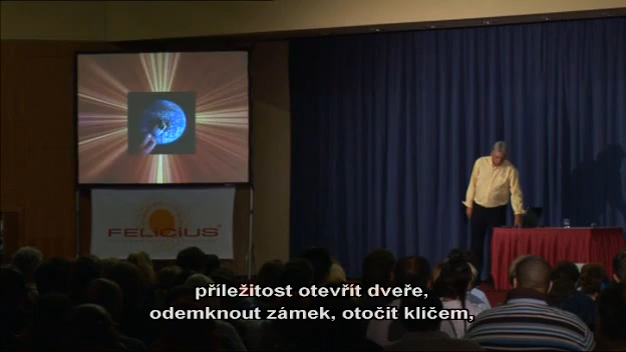 FELICIUS
příležitost otevřít dveře,
odemknout zámek, otočit klíčem,